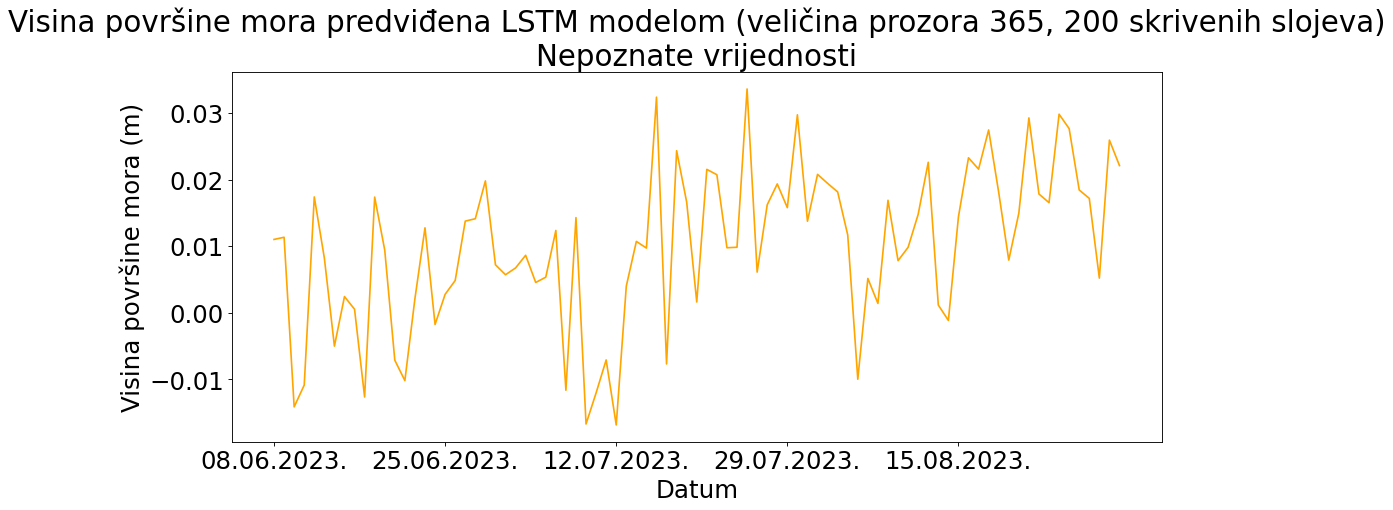 Visina površine mora predviđena LSTM modelom (veličina prozora 365, 200 skrivenih slojeva)
Nepoznate vrijednosti
Visina površine mora (m)
0.03
0.02
0.01
0.00
−0.01
08.06.2023. 25.06.2023. 12.07.2023. 29.07.2023. 15.08.2023.
Datum